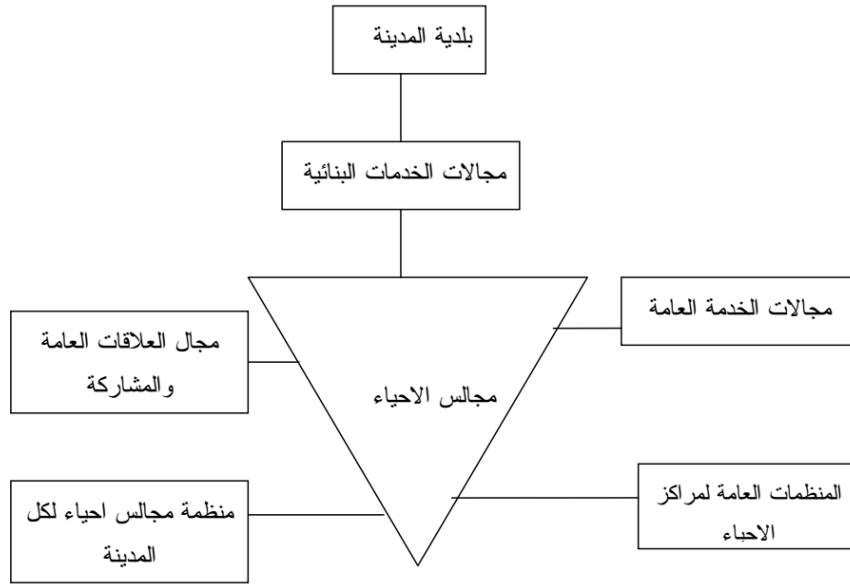 بلدية المدينة
مجالات الخدمات البنائية
مجالات الخدمة العامة
مجال العلاقات العامة
والمشاركة
مجالس الاحياء
المنظمات العامة لمراكز
الاحياء
منظمة مجالس احياء لكل
المدينة